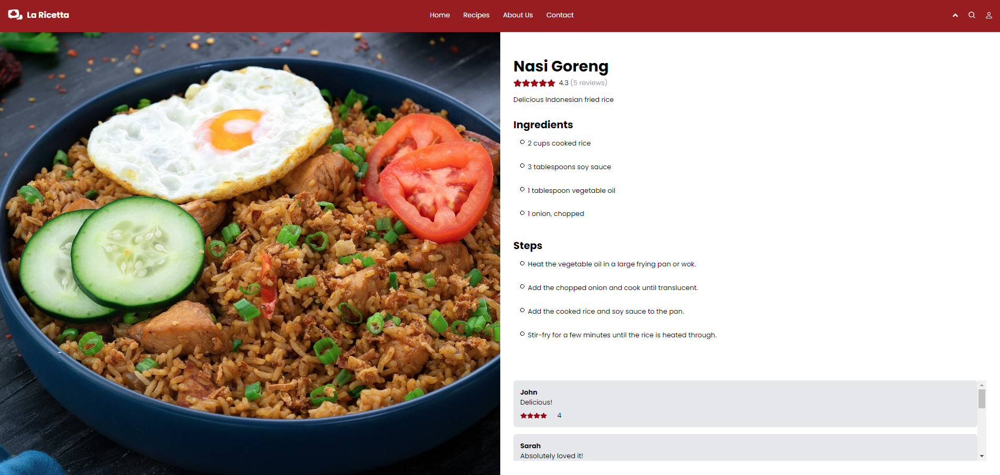 La Ricetta
Home
Recipes
About Us
Contact
Nasi Goreng
4.3 (5 reviews)
Delicious Indonesian fried rice
Ingredients
2 cups cooked rice
3 tablespoons soy sauce
1 tablespoon vegetable oil
1 onion, chopped
Steps
Heat the vegetable oil in a large frying pan or wok.
Add the chopped onion and cook until translucent.
Add the cooked rice and soy sauce to the pan.
Stir-fry for a few minutes until the rice is heated through.
John
Delicious!
4
Sarah
Absolutely loved it!